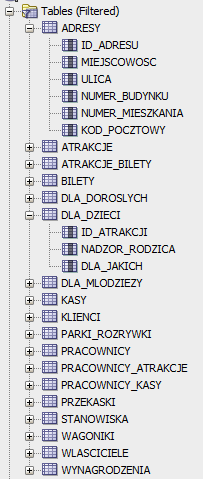 Tables (Filtered)
ADRESY
ID_ADRESU
MIEJSCOWOSC
ULICA
NUMER_BUDYNKU
NUMER_MIESZKANIA
KOD_POCZTOWY
ATRAKCJE
ATRAKCJE_BILETY
BILETY
DLA_DOROSLYCH
DLA_DZIECI
ID_ATRAKCJI
NADZOR_RODZICA
DLA_JAKICH
DLA_MLODZIEZY
KASY
KLIENCI
PARKI_ROZRYWKI
PRACOWNICY
PRACOWNICY_ATRAKCJE
PRACOWNICY_KASY
PRZEKASKI
STANOWISKA
WAGONIKI
WLASCICIELE
WYNAGRODZENIA